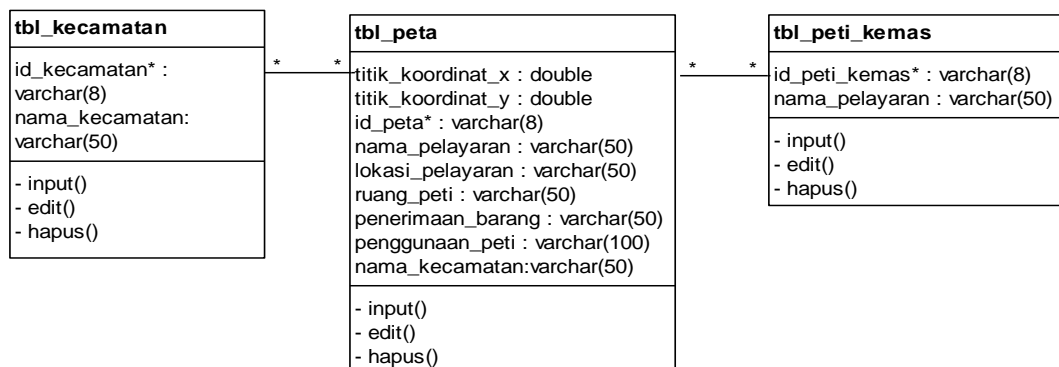 tbl_kecamatan
id_kecamatan* :
varchar(8)
nama_kecamatan:
varchar(50)
- input()
- edit()
- hapus()
* *
tbl_peta
titik_koordinat_x : double
titik_koordinat_y : double
id_peta* : varchar(8)
nama_pelayaran : varchar(50)
lokasi_pelayaran : varchar(50)
ruang_peti : varchar(50)
penerimaan_barang : varchar(50)
penggunaan_peti : varchar(100)
nama_kecamatan:varchar(50)
- input()
- edit()
- hapus()
* *
tbl_peti_kemas
id_peti_kemas* : varchar(8)
nama_pelayaran : varchar(50)
- input()
- edit()
- hapus()